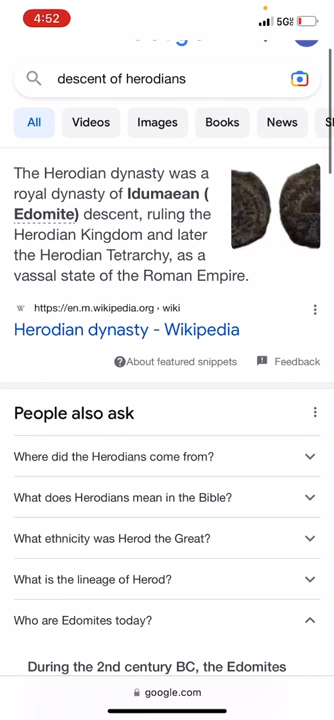 4:52
5G
descent of herodians
All
Videos
Images
Books
News
The Herodian dynasty was a
royal dynasty of Idumaean (
Edomite) descent, ruling the
Herodian Kingdom and later
the Herodian Tetrarchy, as a
vassal state of the Roman Empire.
W https://en.m.wikipedia.org › wiki
Herodian dynasty - Wikipedia
About featured snippets
Feedback
People also ask
Where did the Herodians come from?
What does Herodians mean in the Bible?
What ethnicity was Herod the Great?
What is the lineage of Herod?
Who are Edomites today?
During the 2nd century BC, the Edomites
google.com